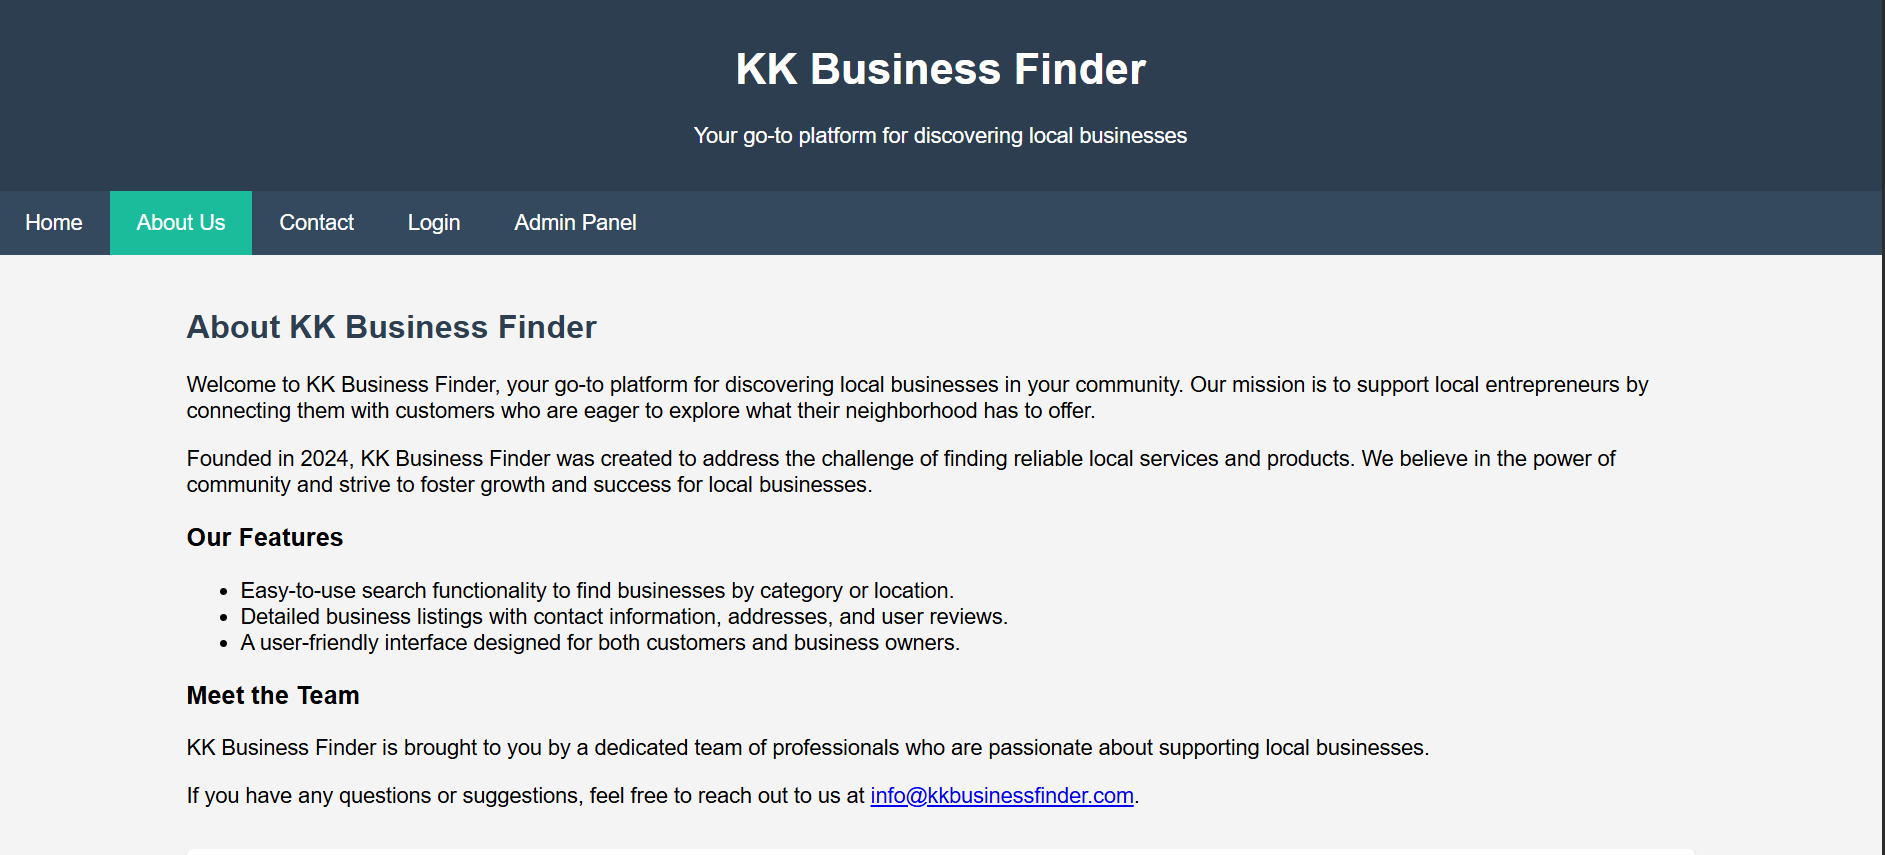 KK Business Finder
Your go-to platform for discovering local businesses
Home
About Us
Contact
Login
Admin Panel
About KK Business Finder
Welcome to KK Business Finder, your go-to platform for discovering local businesses in your community. Our mission is to support local entrepreneurs by
connecting them with customers who are eager to explore what their neighborhood has to offer.
Founded in 2024, KK Business Finder was created to address the challenge of finding reliable local services and products. We believe in the power of
community and strive to foster growth and success for local businesses.
Our Features
• Easy-to-use search functionality to find businesses by category or location.
• Detailed business listings with contact information, addresses, and user reviews.
• A user-friendly interface designed for both customers and business owners.
Meet the Team
KK Business Finder is brought to you by a dedicated team of professionals who are passionate about supporting local businesses.
If you have any questions or suggestions, feel free to reach out to us at info@kkbusinessfinder.com.